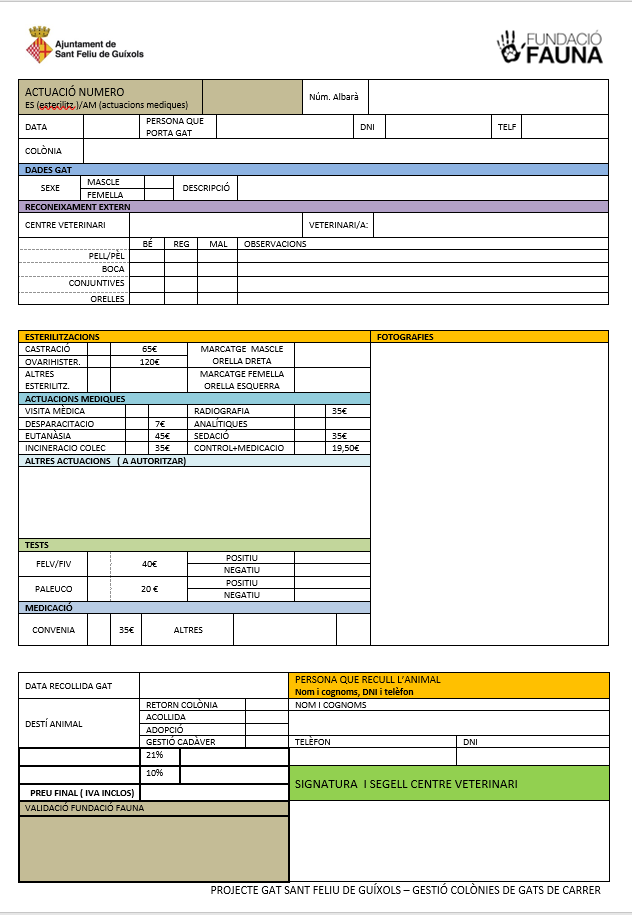 Ajuntament de
Sant Feliu de Guíxols
FUNDACIÓ
FAUNA
ACTUACIÓ NUMERO
ES (esterilitz.)/AM (actuacions mediques)
Núm. Albarà
DATA
PERSONA QUE
PORTA GAT
DNI
TELF
COLÒNIA
DADES GAT
SEXE
MASCLE
FEMELLA
DESCRIPCIÓ
RECONEIXAMENT EXTERN
CENTRE VETERINARI
VETERINARI/A:
BÉ REG MAL OBSERVACIONS
PELL/PÈL
BOCA
CONJUNTIVES
ORELLES
ESTERILITZACIONS
FOTOGRAFIES
CASTRACIÓ 65€
OVARIHISTER. 120€
MARCATGE MASCLE
ORELLA DRETA
ALTRES
ESTERILITZ.
MARCATGE FEMELLA
ORELLA ESQUERRA
ACTUACIONS MEDIQUES
VISITA MÈDICA RADIOGRAFIA 35€
DESPARACITACIO 7€ ANALÍTIQUES
EUTANÀSIA 45€ SEDACIÓ 35€
INCINERACIO COLEC 35€ CONTROL+MEDICACIO 19,50€
ALTRES ACTUACIONS ( A AUTORITZAR)
TESTS
FELV/FIV 40€
POSITIU
NEGATIU
PALEUCO 20 €
POSITIU
NEGATIU
MEDICACIÓ
CONVENIA 35€ ALTRES
DATA RECOLLIDA GAT
PERSONA QUE RECULL L'ANIMAL
Nom i cognoms, DNI i telèfon
DESTÍ ANIMAL
RETORN COLÒNIA
ACOLLIDA
ADOPCIÓ
GESTIÓ CADÀVER
NOM I COGNOMS
TELÈFON
DNI
21%
10%
PREU FINAL ( IVA INCLOS)
SIGNATURA I SEGELL CENTRE VETERINARI
VALIDACIÓ FUNDACIÓ FAUNA
PROJECTE GAT SANT FELIU DE GUÍXOLS – GESTIÓ COLÒNIES DE GATS DE CARRER